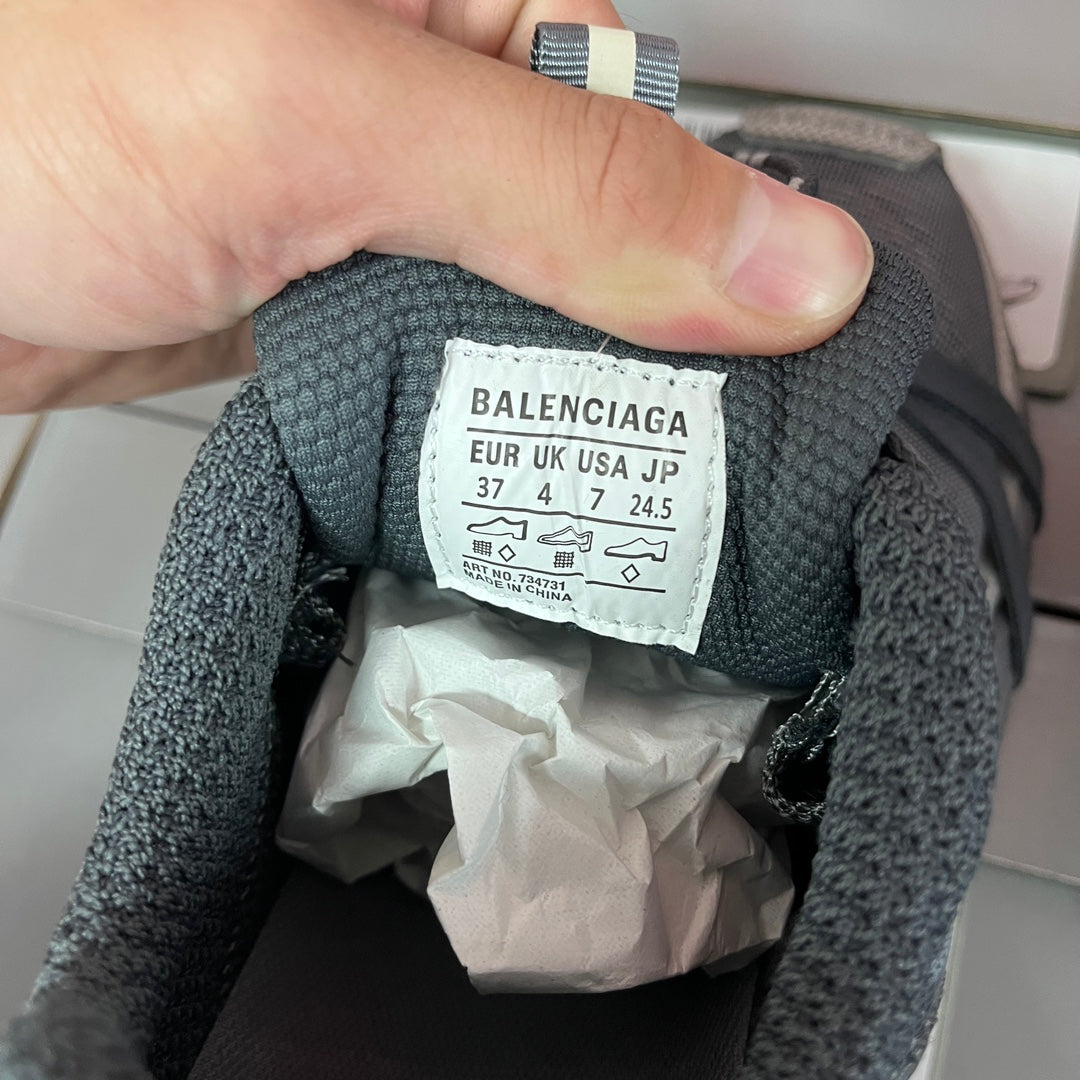 BALENCIAGA
EUR UK USA JP
37 4 7 24.5
ART NO. 734731
MADE IN CHINA